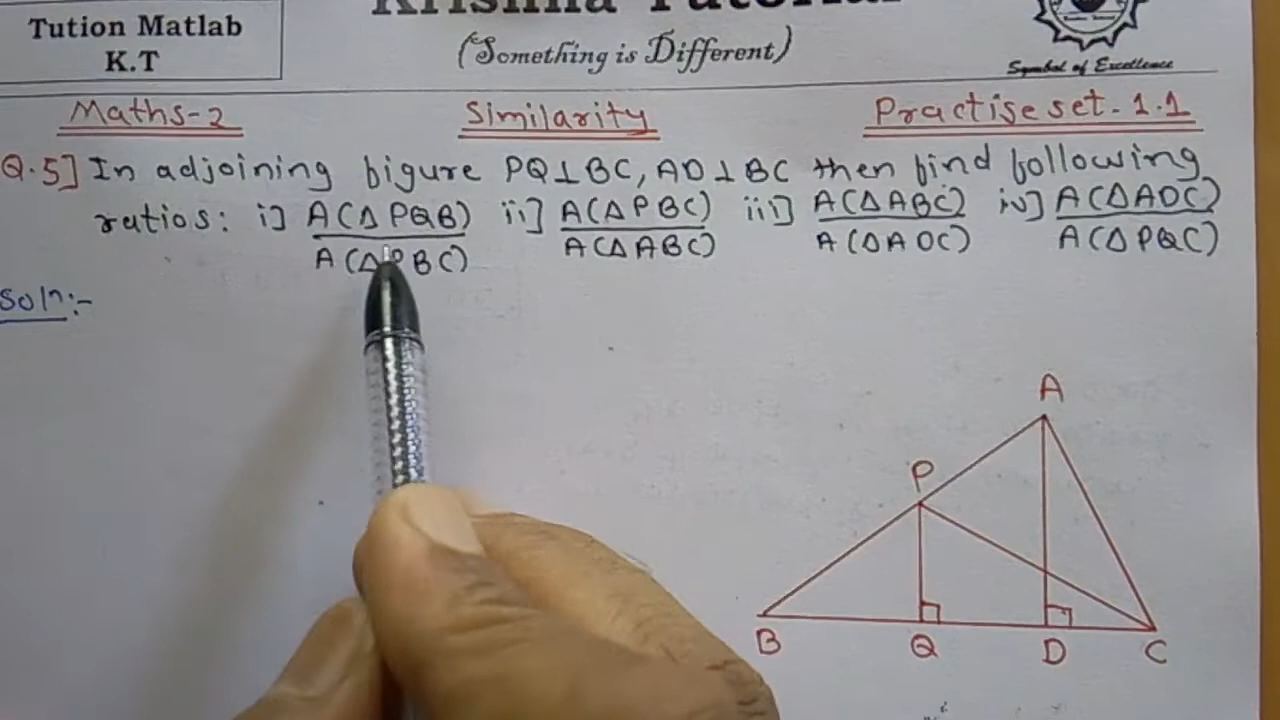 Tution Matlab
K.T
Krishna Tutorial
(Something is Different)
Symbol of Excellence
Maths-2
Similarity
Practise set-1.1
Q.5] In adjoining figure PQ⊥BC, AD⊥BC then find following
ratios: i] A(ΔPQB) ii] A(ΔPBC) iii] A(ΔABC) iv] A(ΔADC)
A(ΔPBC) A(ΔABC) A(ΔADC) A(ΔPQC)
Soln:-
A
P
B
Q
D
C